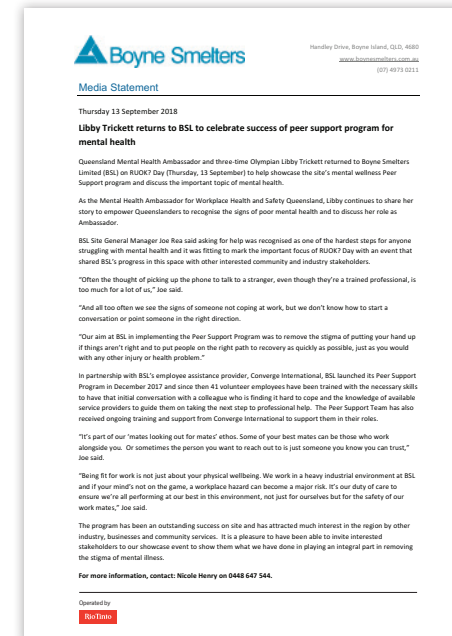 Boyne Smelters
Handley Drive, Boyne Island, QLD, 4680
www.boynesmelters.com.au
(07) 4973 0211
Media Statement
Thursday 13 September 2018
Libby Trickett returns to BSL to celebrate success of peer support program for
mental health
Queensland Mental Health Ambassador and three-time Olympian Libby Trickett returned to Boyne Smelters
Limited (BSL) on RUOK? Day (Thursday, 13 September) to help showcase the site's mental wellness Peer
Support program and discuss the important topic of mental health.
As the Mental Health Ambassador for Workplace Health and Safety Queensland, Libby continues to share her
story to empower Queenslanders to recognise the signs of poor mental health and to discuss her role as
Ambassador.
BSL Site General Manager Joe Rea said asking for help was recognised as one of the hardest steps for anyone
struggling with mental health and it was fitting to mark the important focus of RUOK? Day with an event that
shared BSL's progress in this space with other interested community and industry stakeholders.
"Often the thought of picking up the phone to talk to a stranger, even though they're a trained professional, is
too much for a lot of us," Joe said.
"And all too often we see the signs of someone not coping at work, but we don't know how to start a
conversation or point someone in the right direction.
"Our aim at BSL in implementing the Peer Support Program was to remove the stigma of putting your hand up
if things aren't right and to put people on the right path to recovery as quickly as possible, just as you would
with any other injury or health problem."
In partnership with BSL's employee assistance provider, Converge International, BSL launched its Peer Support
Program in December 2017 and since then 41 volunteer employees have been trained with the necessary skills
to have that initial conversation with a colleague who is finding it hard to cope and the knowledge of available
service providers to guide them on taking the next step to professional help. The Peer Support Team has also
received ongoing training and support from Converge International to support them in their roles.
"It's part of our 'mates looking out for mates' ethos. Some of your best mates can be those who work
alongside you. Or sometimes the person you want to reach out to is just someone you know you can trust,"
Joe said.
"Being fit for work is not just about your physical wellbeing. We work in a heavy industrial environment at BSL
and if your mind's not on the game, a workplace hazard can become a major risk. It's our duty of care to
ensure we're all performing at our best in this environment, not just for ourselves but for the safety of our
work mates," Joe said.
The program has been an outstanding success on site and has attracted much interest in the region by other
industry, businesses and community services. It is a pleasure to have been able to invite interested
stakeholders to our showcase event to show them what we have done in playing an integral part in removing
the stigma of mental illness.
For more information, contact: Nicole Henry on 0448 647 544.
Operated by
RioTinto